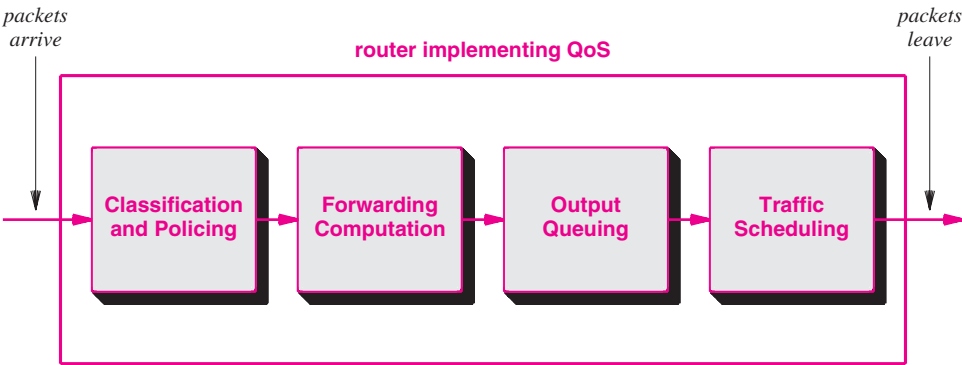 packets
arrive
packets
leave
router implementing QoS
Classification
and Policing
Forwarding
Computation
Output
Queuing
Traffic
Scheduling